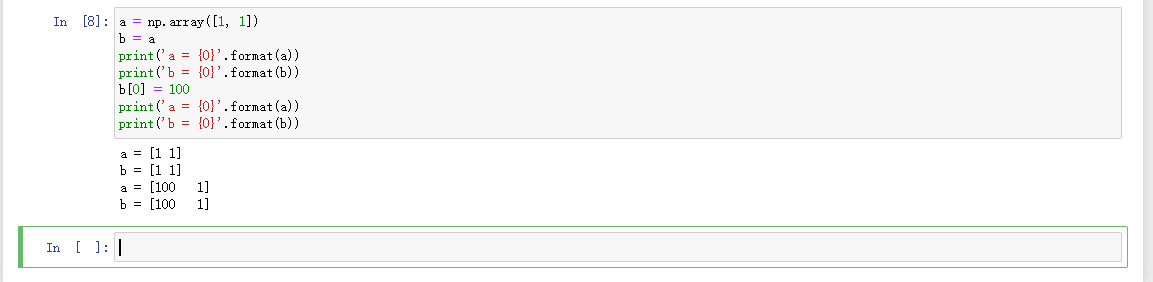 In [8]: a = np.array([1, 1])
b = a
print('a = {0}'.format(a))
print('b = {0}'.format(b))
b[0] = 100
print('a = {0}'.format(a))
print('b = {0}'.format(b))
a = [1 1]
b = [1 1]
a = [100   1]
b = [100   1]
In [ ]: